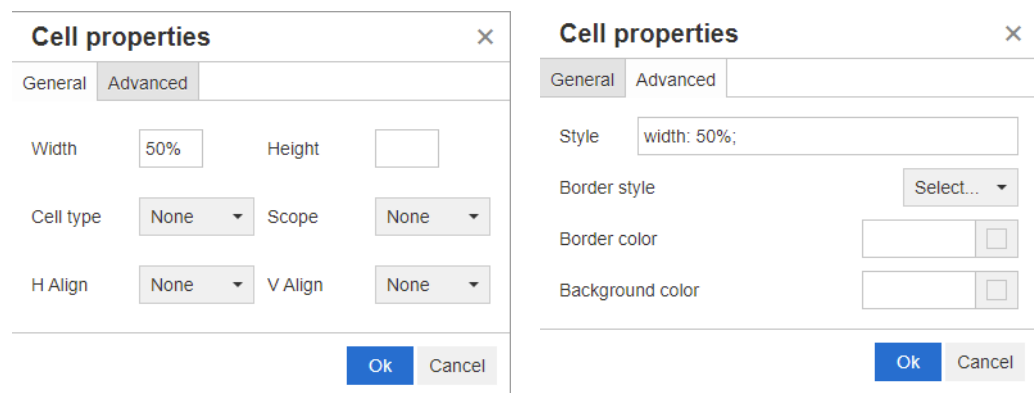 Cell properties ×
General Advanced
Width 50% Height
Cell type None Scope None
H Align None V Align None
Ok Cancel
Cell properties ×
General Advanced
Style width: 50%;
Border style Select...
Border color
Background color
Ok Cancel